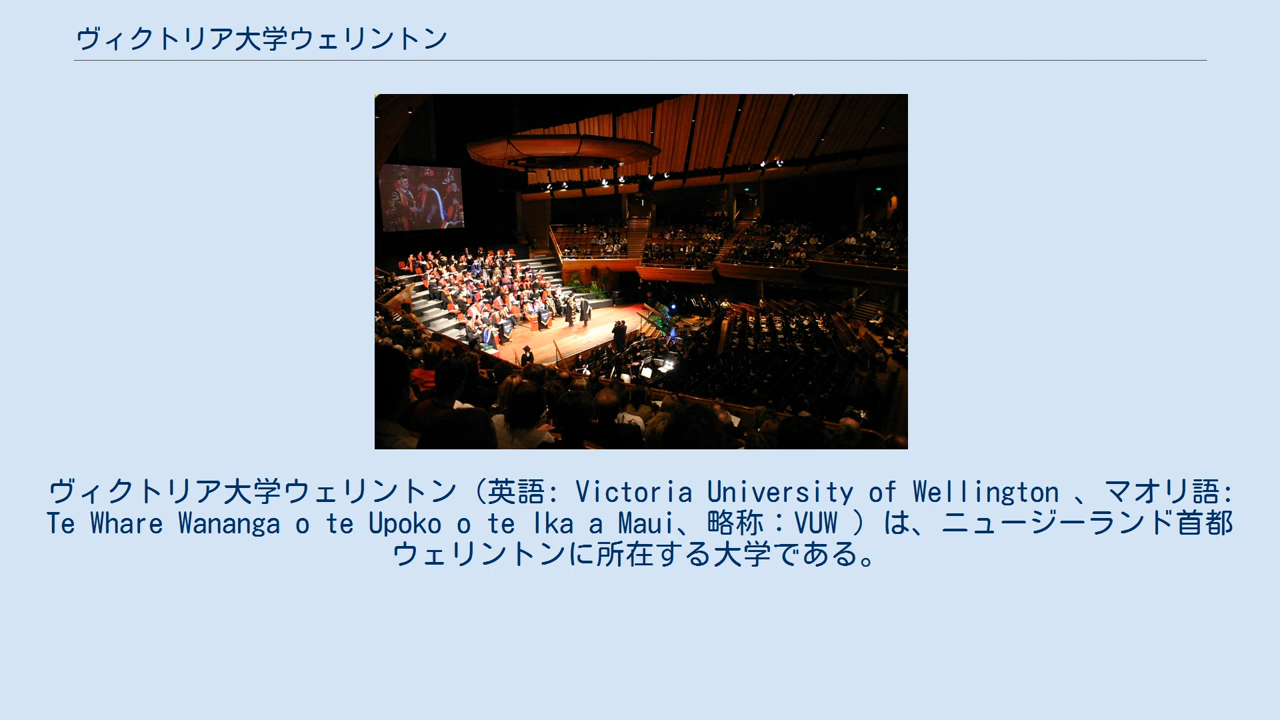 ヴィクトリア大学ウェリントン
ヴィクトリア大学ウェリントン（英語: Victoria University of Wellington 、マオリ語:
Te Whare Wananga o te Upoko o te Ika a Maui、略称：VUW ）は、ニュージーランド首都
ウェリントンに所在する大学である。